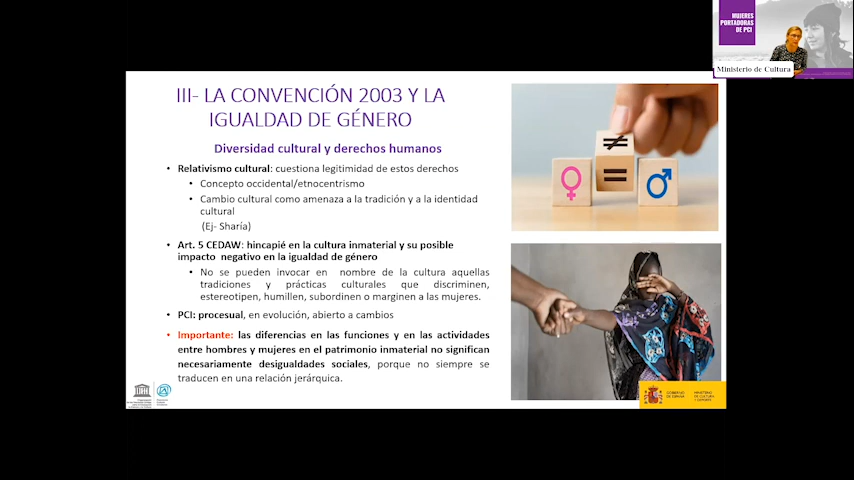 MUJERES
PORTADORAS
DE PCI
Ministerio de Cultura
III- LA CONVENCIÓN 2003 Y LA
IGUALDAD DE GÉNERO
Diversidad cultural y derechos humanos
• Relativismo cultural: cuestiona legitimidad de estos derechos
• Concepto occidental/etnocentrismo
• Cambio cultural como amenaza a la tradición y a la identidad
cultural
(Ej- Sharía)
• Art. 5 CEDAW: hincapié en la cultura inmaterial y su posible
impacto negativo en la igualdad de género
• No se pueden invocar en nombre de la cultura aquellas
tradiciones y prácticas culturales que discriminen,
estereotipen, humillen, subordinen o marginen a las mujeres.
• PCI: procesual, en evolución, abierto a cambios
• Importante: las diferencias en las funciones y en las actividades
entre hombres y mujeres en el patrimonio inmaterial no significan
necesariamente desigualdades sociales, porque no siempre se
traducen en una relación jerárquica.
≠
=
GOBIERNO
DE ESPAÑA
MINISTERIO
DE CULTURA
Y DEPORTE